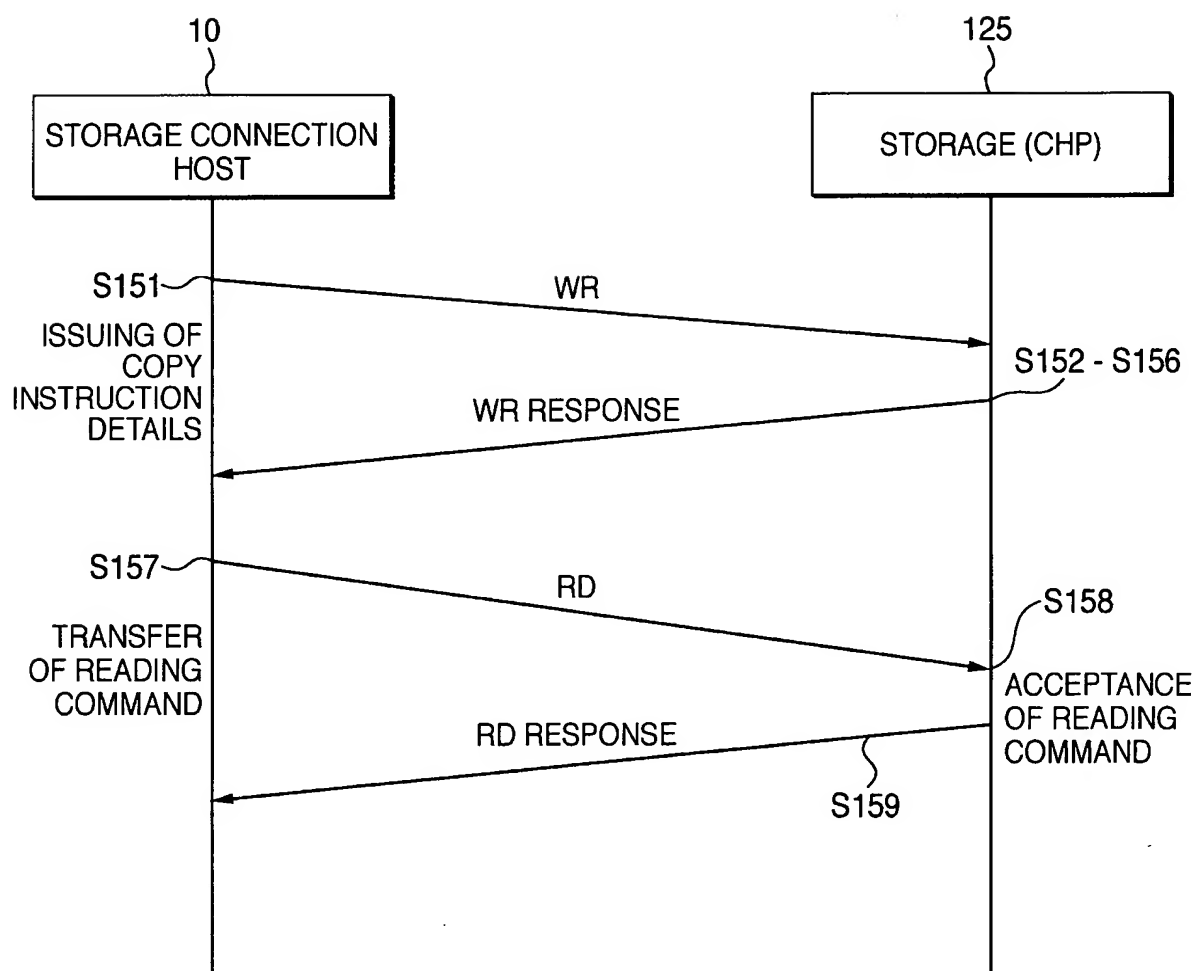 10
125
STORAGE CONNECTION
HOST
STORAGE (CHP)
S151
WR
ISSUING OF
COPY
INSTRUCTION
DETAILS
S152 - S156
WR RESPONSE
S157
RD
S158
TRANSFER
OF READING
COMMAND
ACCEPTANCE
OF READING
COMMAND
RD RESPONSE
S159